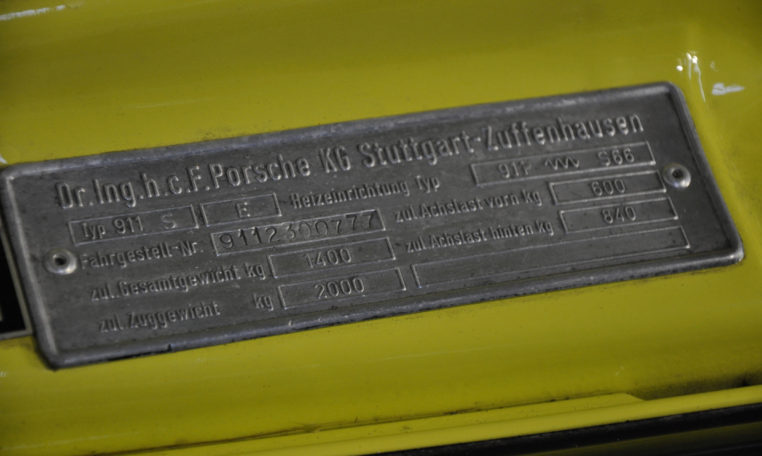 Dr. Ing. h. c. F. Porsche KG Stuttgart-Zuffenhausen
Typ 911 S E Heizeinrichtung Typ 911 S66
Fahrgestell-Nr. 9112300777 zul. Achslast vorn kg 600
zul. Gesamtgewicht kg 1400 zul. Achslast hinten kg 840
zul. Zuggewicht kg 2000